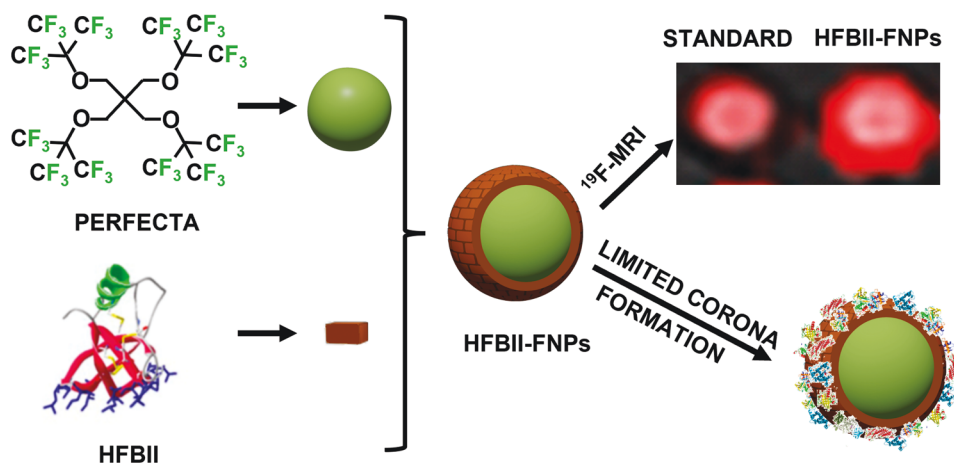 CF₃ CF₃ CF₃ CF₃
CF₃ CF₃
O O
O O
CF₃ CF₃
CF₃ CF₃ CF₃ CF₃
PERFECTA
HFBII
HFBII-FNPs
STANDARD HFBII-FNPs
¹⁹F-MRI
LIMITED CORONA
FORMATION